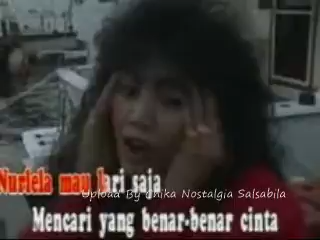 Nurlela mau lari saja
Upload By Chika Nostalgia Salsabila
Mencari yang benar-benar cinta